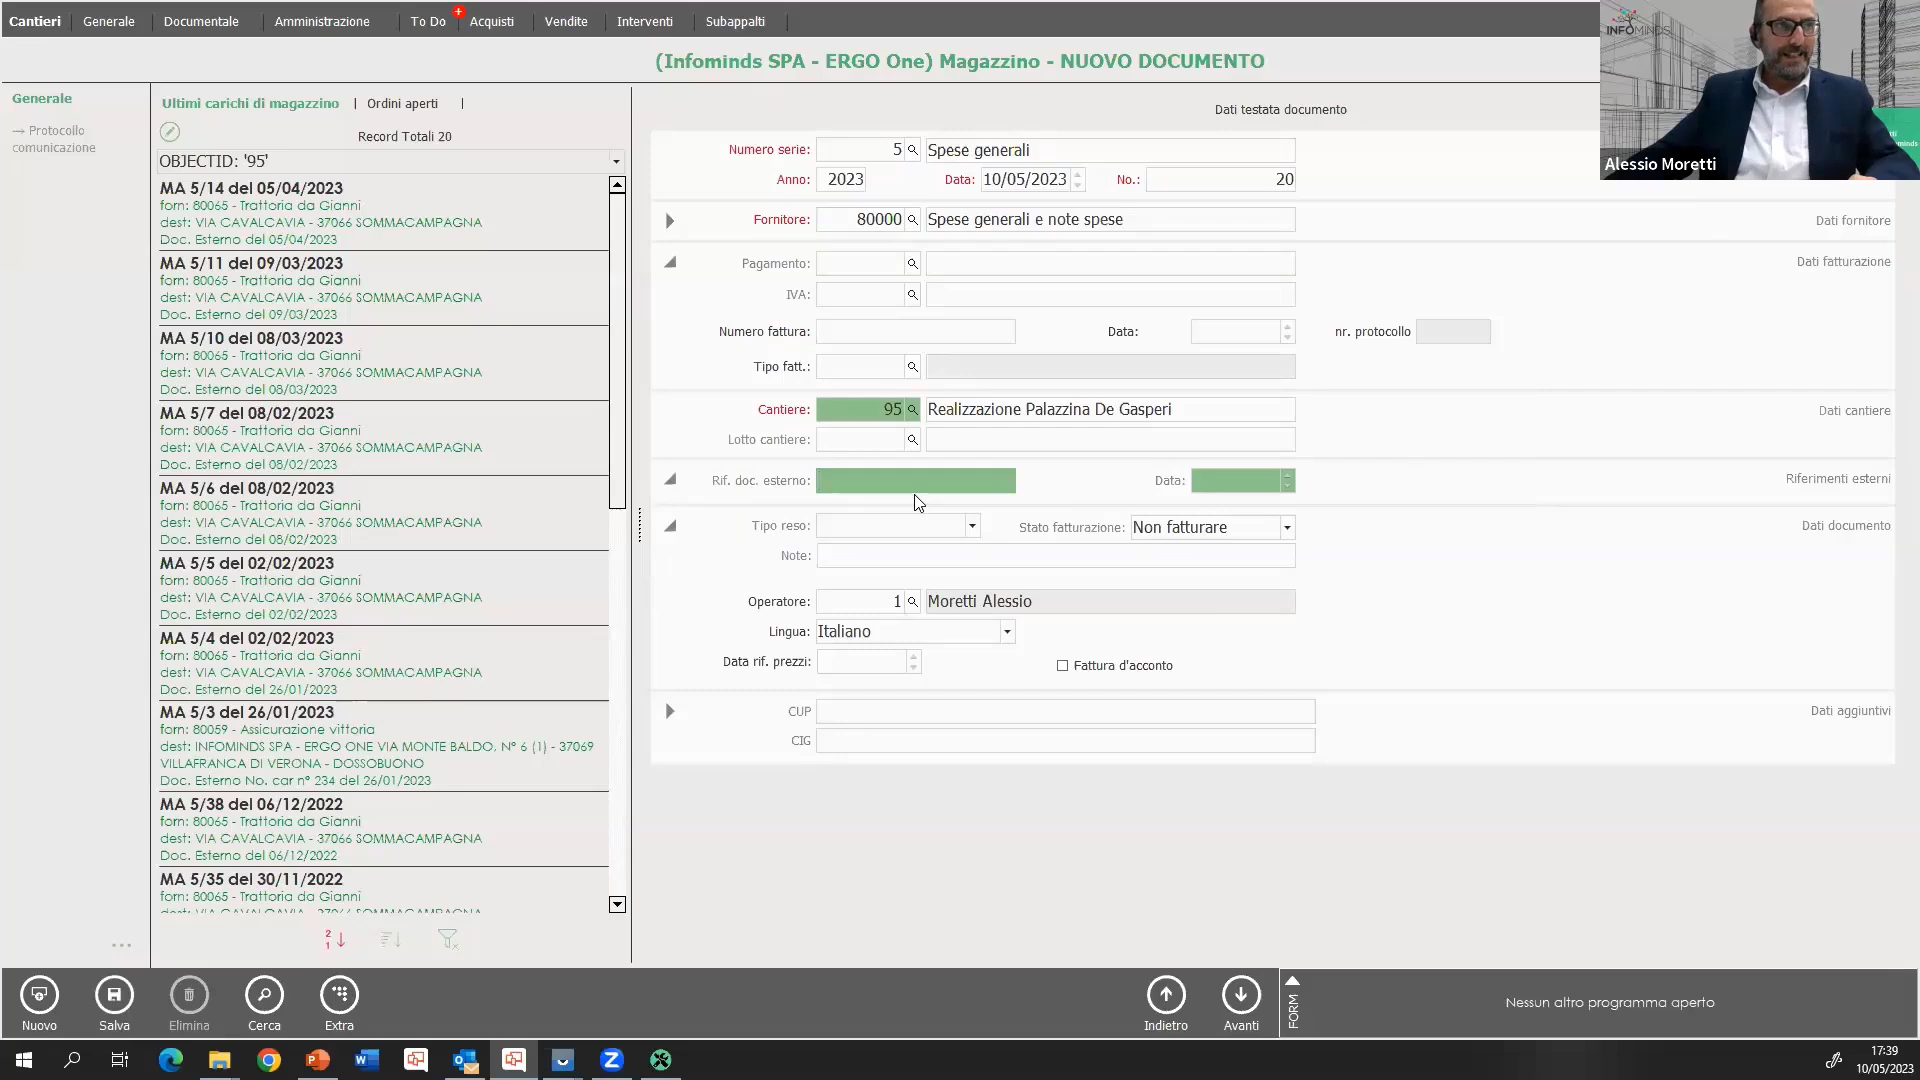 Cantieri
Generale
Documentale
Amministrazione
To Do
Acquisti
Vendite
Interventi
Subappalti
(Infominds SPA - ERGO One) Magazzino - NUOVO DOCUMENTO
INFOMINDS
Alessio Moretti
Generale
→ Protocollo
comunicazione
...
Ultimi carichi di magazzino | Ordini aperti |
Record Totali 20
OBJECTID: '95'
MA 5/14 del 05/04/2023
forn: 80065 - Trattoria da Gianni
dest: VIA CAVALCAVIA - 37066 SOMMACAMPAGNA
Doc. Esterno del 05/04/2023
MA 5/11 del 09/03/2023
forn: 80065 - Trattoria da Gianni
dest: VIA CAVALCAVIA - 37066 SOMMACAMPAGNA
Doc. Esterno del 09/03/2023
MA 5/10 del 08/03/2023
forn: 80065 - Trattoria da Gianni
dest: VIA CAVALCAVIA - 37066 SOMMACAMPAGNA
Doc. Esterno del 08/03/2023
MA 5/7 del 08/02/2023
forn: 80065 - Trattoria da Gianni
dest: VIA CAVALCAVIA - 37066 SOMMACAMPAGNA
Doc. Esterno del 08/02/2023
MA 5/6 del 08/02/2023
forn: 80065 - Trattoria da Gianni
dest: VIA CAVALCAVIA - 37066 SOMMACAMPAGNA
Doc. Esterno del 08/02/2023
MA 5/5 del 02/02/2023
forn: 80065 - Trattoria da Gianni
dest: VIA CAVALCAVIA - 37066 SOMMACAMPAGNA
Doc. Esterno del 02/02/2023
MA 5/4 del 02/02/2023
forn: 80065 - Trattoria da Gianni
dest: VIA CAVALCAVIA - 37066 SOMMACAMPAGNA
Doc. Esterno del 26/01/2023
MA 5/3 del 26/01/2023
forn: 80059 - Assicurazione vittoria
dest: INFOMINDS SPA - ERGO ONE VIA MONTE BALDO, N° 6 (1) - 37069
VILLAFRANCA DI VERONA - DOSSOBUONO
Doc. Esterno No. car n° 234 del 26/01/2023
MA 5/38 del 06/12/2022
forn: 80065 - Trattoria da Gianni
dest: VIA CAVALCAVIA - 37066 SOMMACAMPAGNA
Doc. Esterno del 06/12/2022
MA 5/35 del 30/11/2022
forn: 80065 - Trattoria da Gianni
dest: VIA CAVALCAVIA - 37066 SOMMACAMPAGNA
Dati testata documento
Numero serie: 5 Spese generali
Anno: 2023 Data: 10/05/2023 No.: 20
Fornitore: 80000 Spese generali e note spese Dati fornitore
Pagamento: Dati fatturazione
IVA:
Numero fattura: Data: nr. protocollo
Tipo fatt.:
Cantiere: 95 Realizzazione Palazzina De Gasperi Dati cantiere
Lotto cantiere:
Rif. doc. esterno: Data: Riferimenti esterni
Tipo reso: Stato fatturazione: Non fatturare Dati documento
Note:
Operatore: 1 Moretti Alessio
Lingua: Italiano
Data rif. prezzi: Fattura d'acconto
CUP Dati aggiuntivi
CIG
Nuovo
Salva
Elimina
Cerca
Extra
Indietro
Avanti
FORM
Nessun altro programma aperto
17:39
10/05/2023